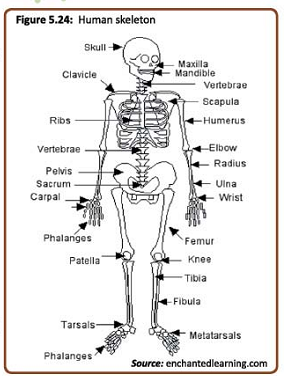 Figure 5.24: Human skeleton
Skull
Maxilla
Mandible
Clavicle
Vertebrae
Scapula
Ribs
Humerus
Vertebrae
Elbow
Radius
Pelvis
Sacrum
Ulna
Carpal
Wrist
Phalanges
Femur
Patella
Knee
Tibia
Fibula
Tarsals
Metatarsals
Phalanges
Source: enchantedlearning.com